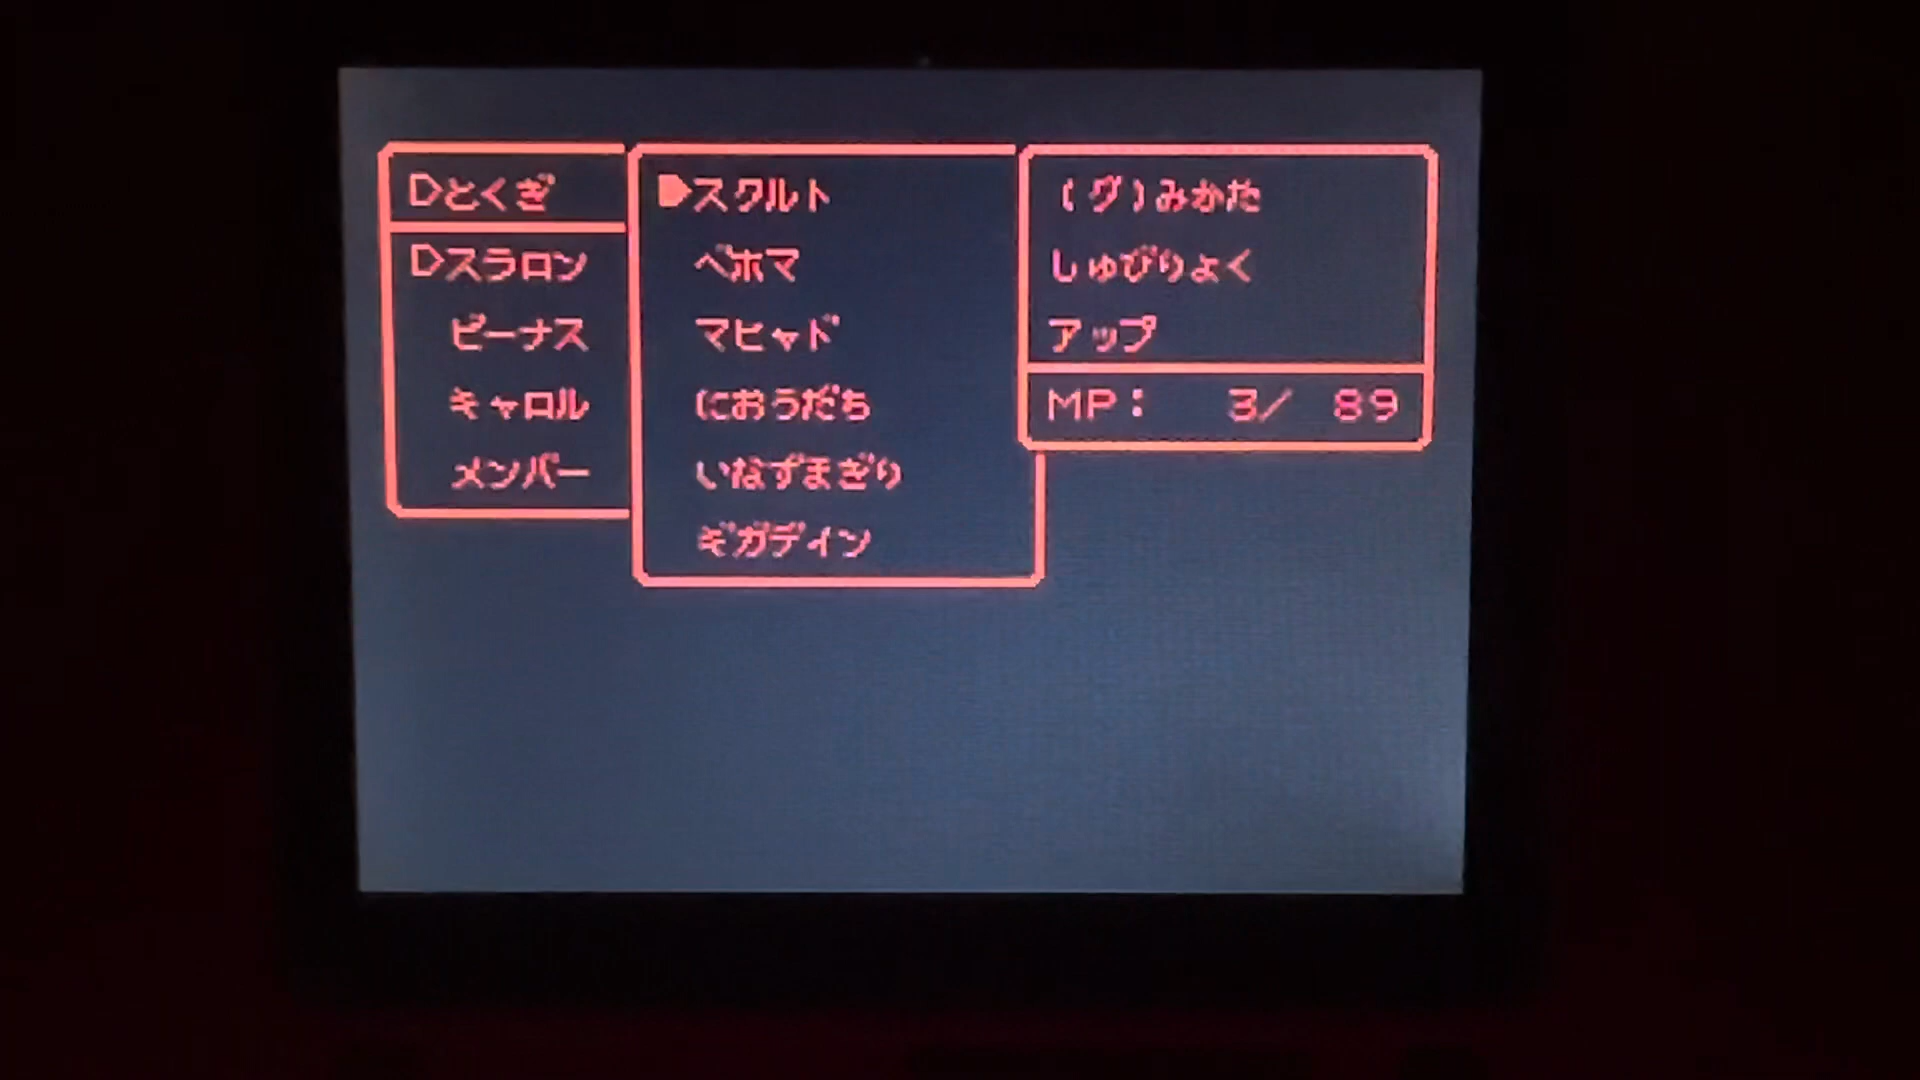 とくぎ
スラロン
ビーナス
キャロル
メンバー
スクルト
ベホマ
マヒャド
におうだち
いなずまぎり
ギガデイン
(グ)みかた
しゅびりょく
アップ
MP: 3/ 89